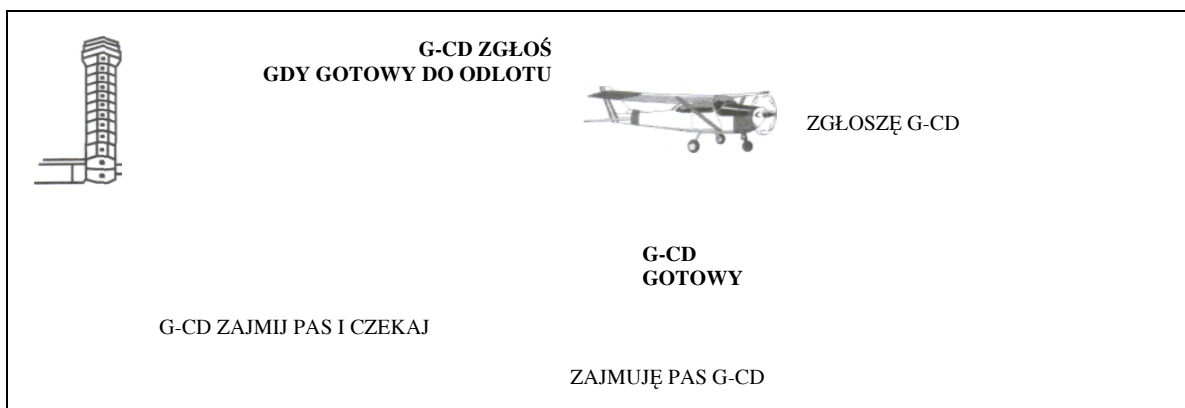 G-CD ZGŁOŚ
GDY GOTOWY DO ODLOTU
ZGŁOSZĘ G-CD
G-CD
GOTOWY
G-CD ZAJMIJ PAS I CZEKAJ
ZAJMUJĘ PAS G-CD